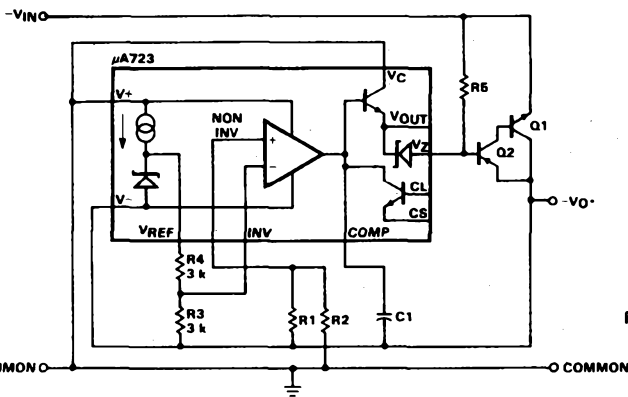 −VIN
µA723
VC
V+
R5
NON
INV
VOUT
Q1
+
VZ
Q2
−
CL
V−
CS
−VO*
VREF
INV
COMP
R4
3 k
R3
3 k
R1
R2
C1
MMON
COMMON